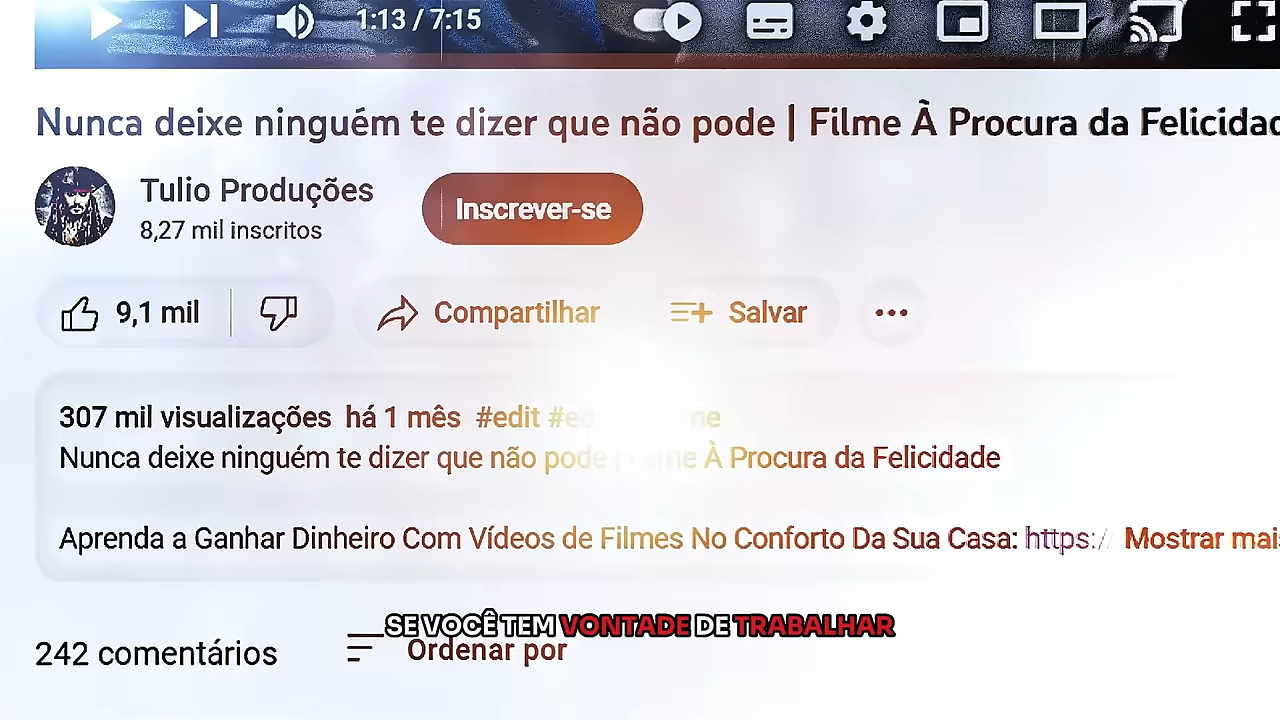 1:13 / 7:15
Nunca deixe ninguém te dizer que não pode | Filme À Procura da Felicidad
Tulio Produções
8,27 mil inscritos
Inscrever-se
9,1 mil
Compartilhar
Salvar
307 mil visualizações há 1 mês #edit
Nunca deixe ninguém te dizer que não pode À Procura da Felicidade
Aprenda a Ganhar Dinheiro Com Vídeos de Filmes No Conforto Da Sua Casa: https:/ Mostrar mais
SE VOCÊ TEM VONTADE DE TRABALHAR
242 comentários
Ordenar por